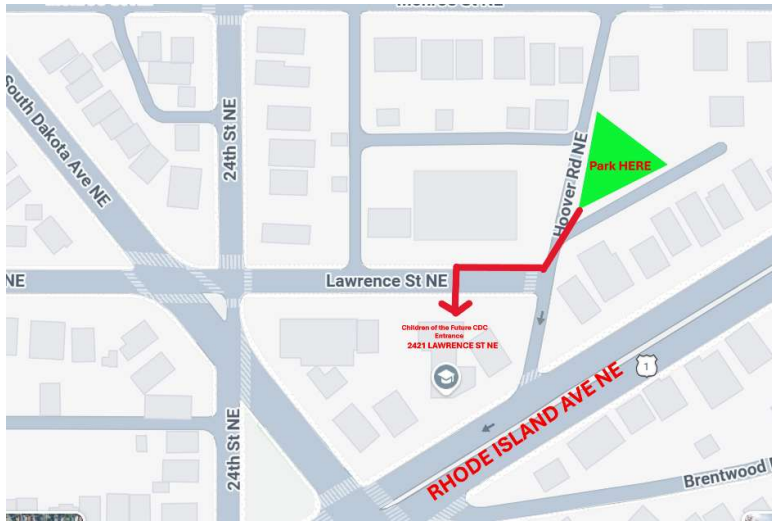 South Dakota Ave NE
24th St NE
Hoover Rd NE
Park HERE
NE
Lawrence St NE
Children of the Future CDC
Entrance
2421 LAWRENCE ST NE
1
RHODE ISLAND AVE NE
24th St NE
Brentwood